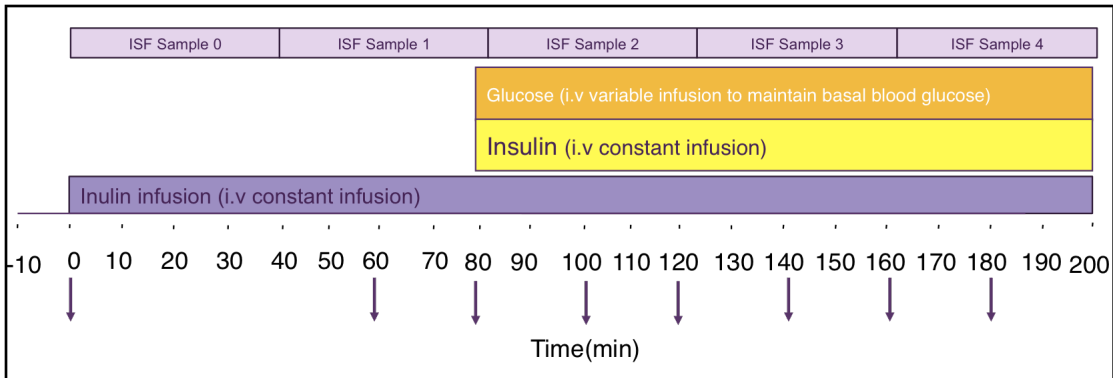 ISF Sample 0 ISF Sample 1 ISF Sample 2 ISF Sample 3 ISF Sample 4
Glucose (i.v variable infusion to maintain basal blood glucose)
Insulin (i.v constant infusion)
Inulin infusion (i.v constant infusion)
-10 0 10 20 30 40 50 60 70 80 90 100 110 120 130 140 150 160 170 180 190 200
Time(min)